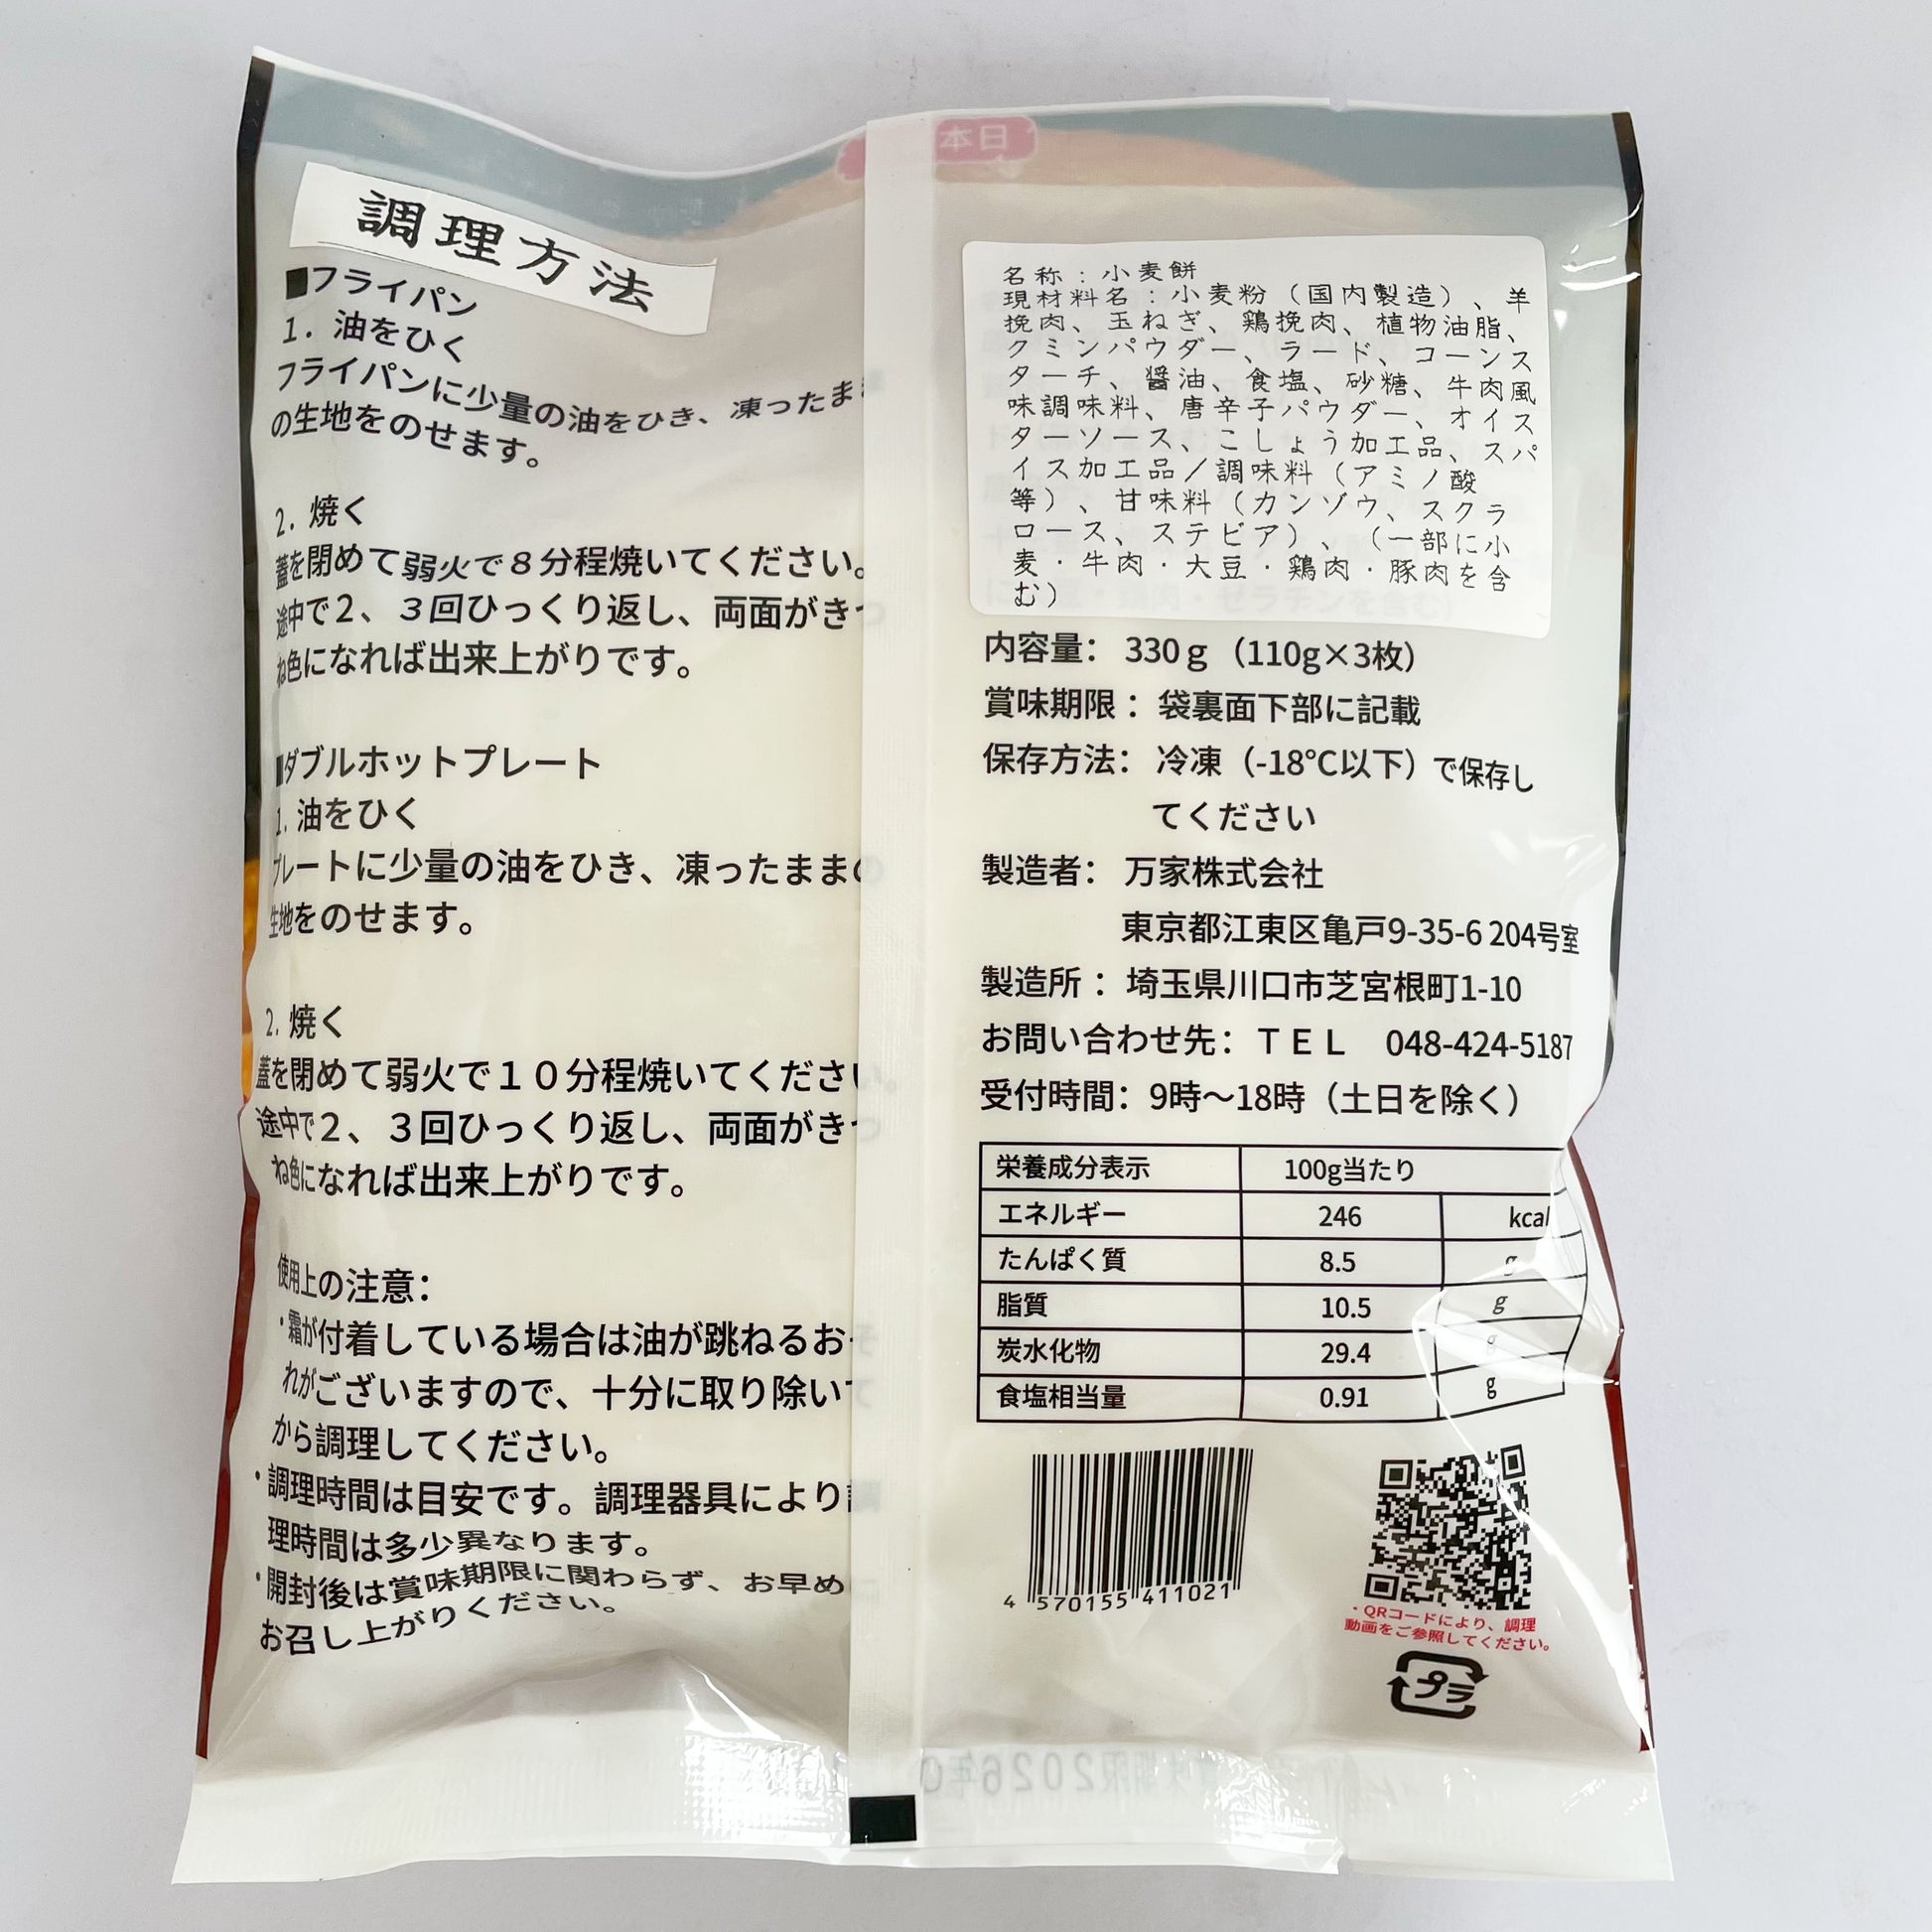 調理方法
■フライパン
1. 油をひく
フライパンに少量の油をひき、凍ったまま
の生地をのせます。
2. 焼く
蓋を閉めて弱火で８分程焼いてください。
途中で２、３回ひっくり返し、両面がきつ
ね色になれば出来上がりです。
■ダブルホットプレート
1. 油をひく
プレートに少量の油をひき、凍ったままの
生地をのせます。
2. 焼く
蓋を閉めて弱火で１０分程焼いてください。
途中で２、３回ひっくり返し、両面がきつ
ね色になれば出来上がりです。
使用上の注意：
・霜が付着している場合は油が跳ねるおそ
れがございますので、十分に取り除いて
から調理してください。
・調理時間は目安です。調理器具により調
理時間は多少異なります。
・開封後は賞味期限に関わらず、お早め
お召し上がりください。
日本
名称：小麦餅
現材料名：小麦粉（国内製造）、羊
挽肉、玉ねぎ、鶏挽肉、植物油脂、
クミンパウダー、ラード、コーンス
ターチ、醤油、食塩、砂糖、牛肉風
味調味料、唐辛子パウダー、オイス
ターソース、こしょう加工品、スパ
イス加工品／調味料（アミノ酸
等）、甘味料（カンゾウ、スクラ
ロース、ステビア）、（一部に小
麦・牛肉・大豆・鶏肉・豚肉を含
む）
内容量： 330ｇ（110g×3枚）
賞味期限： 袋裏面下部に記載
保存方法： 冷凍（-18℃以下）で保存し
てください
製造者： 万家株式会社
東京都江東区亀戸9-35-6 204号室
製造所： 埼玉県川口市芝宮根町1-10
お問い合わせ先：ＴＥＬ 048-424-5187
受付時間：9時～18時（土日を除く）
栄養成分表示 100g当たり
エネルギー 246 kcal
たんぱく質 8.5 g
脂質 10.5 g
炭水化物 29.4 g
食塩相当量 0.91 g
4 570155 411021
・QRコードにより、調理
動画をご参照してください。
プラ
賞味期限2026年